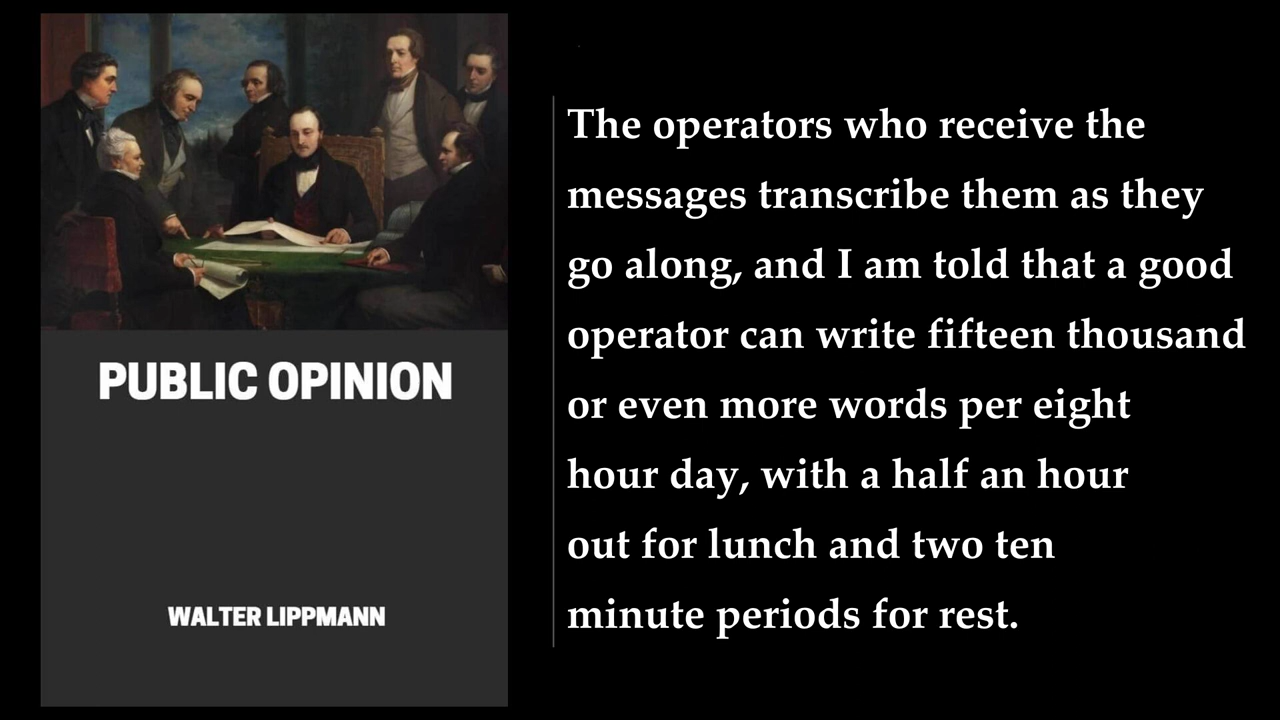 PUBLIC OPINION
WALTER LIPPMANN
The operators who receive the
messages transcribe them as they
go along, and I am told that a good
operator can write fifteen thousand
or even more words per eight
hour day, with a half an hour
out for lunch and two ten
minute periods for rest.